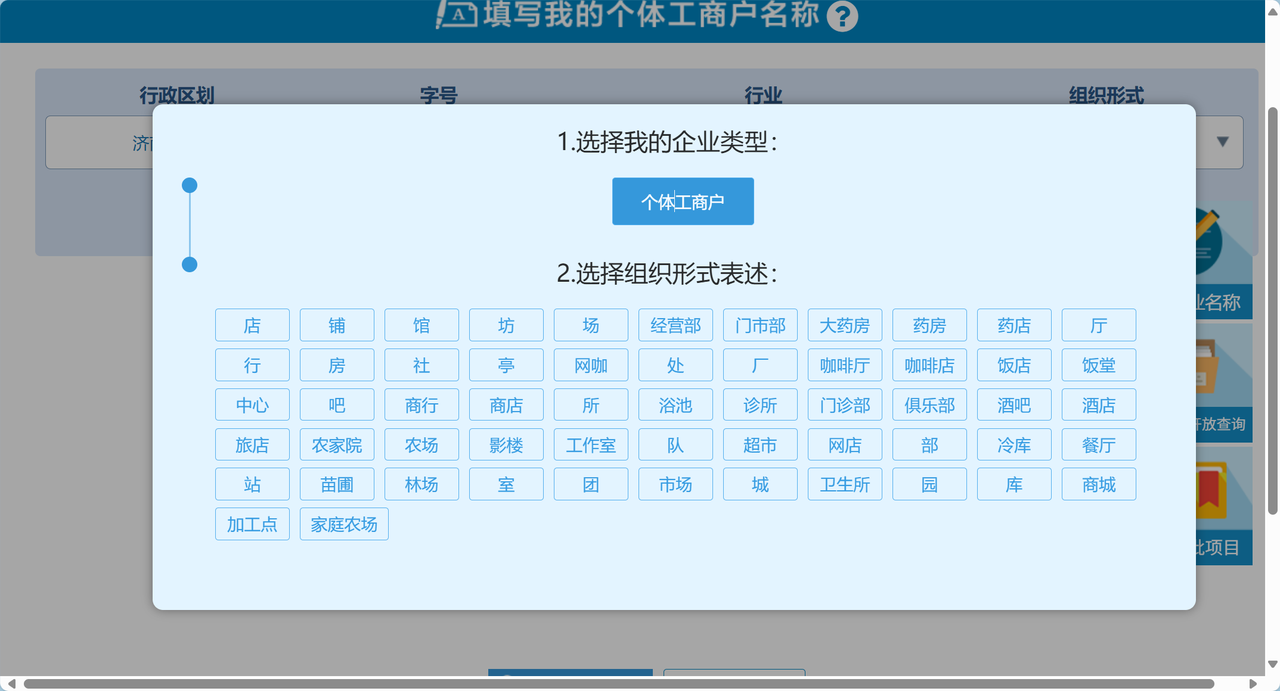 填写我的个体工商户名称 ?
行政区划 字号 行业 组织形式
济
1.选择我的企业类型：
个体工商户
2.选择组织形式表述：
店 铺 馆 坊 场 经营部 门市部 大药房 药房 药店 厅
行 房 社 亭 网咖 处 厂 咖啡厅 咖啡店 饭店 饭堂
中心 吧 商行 商店 所 浴池 诊所 门诊部 俱乐部 酒吧 酒店
旅店 农家院 农场 影楼 工作室 队 超市 网店 部 冷库 餐厅
站 苗圃 林场 室 团 市场 城 卫生所 园 库 商城
加工点 家庭农场
业名称
开放查询
批项目